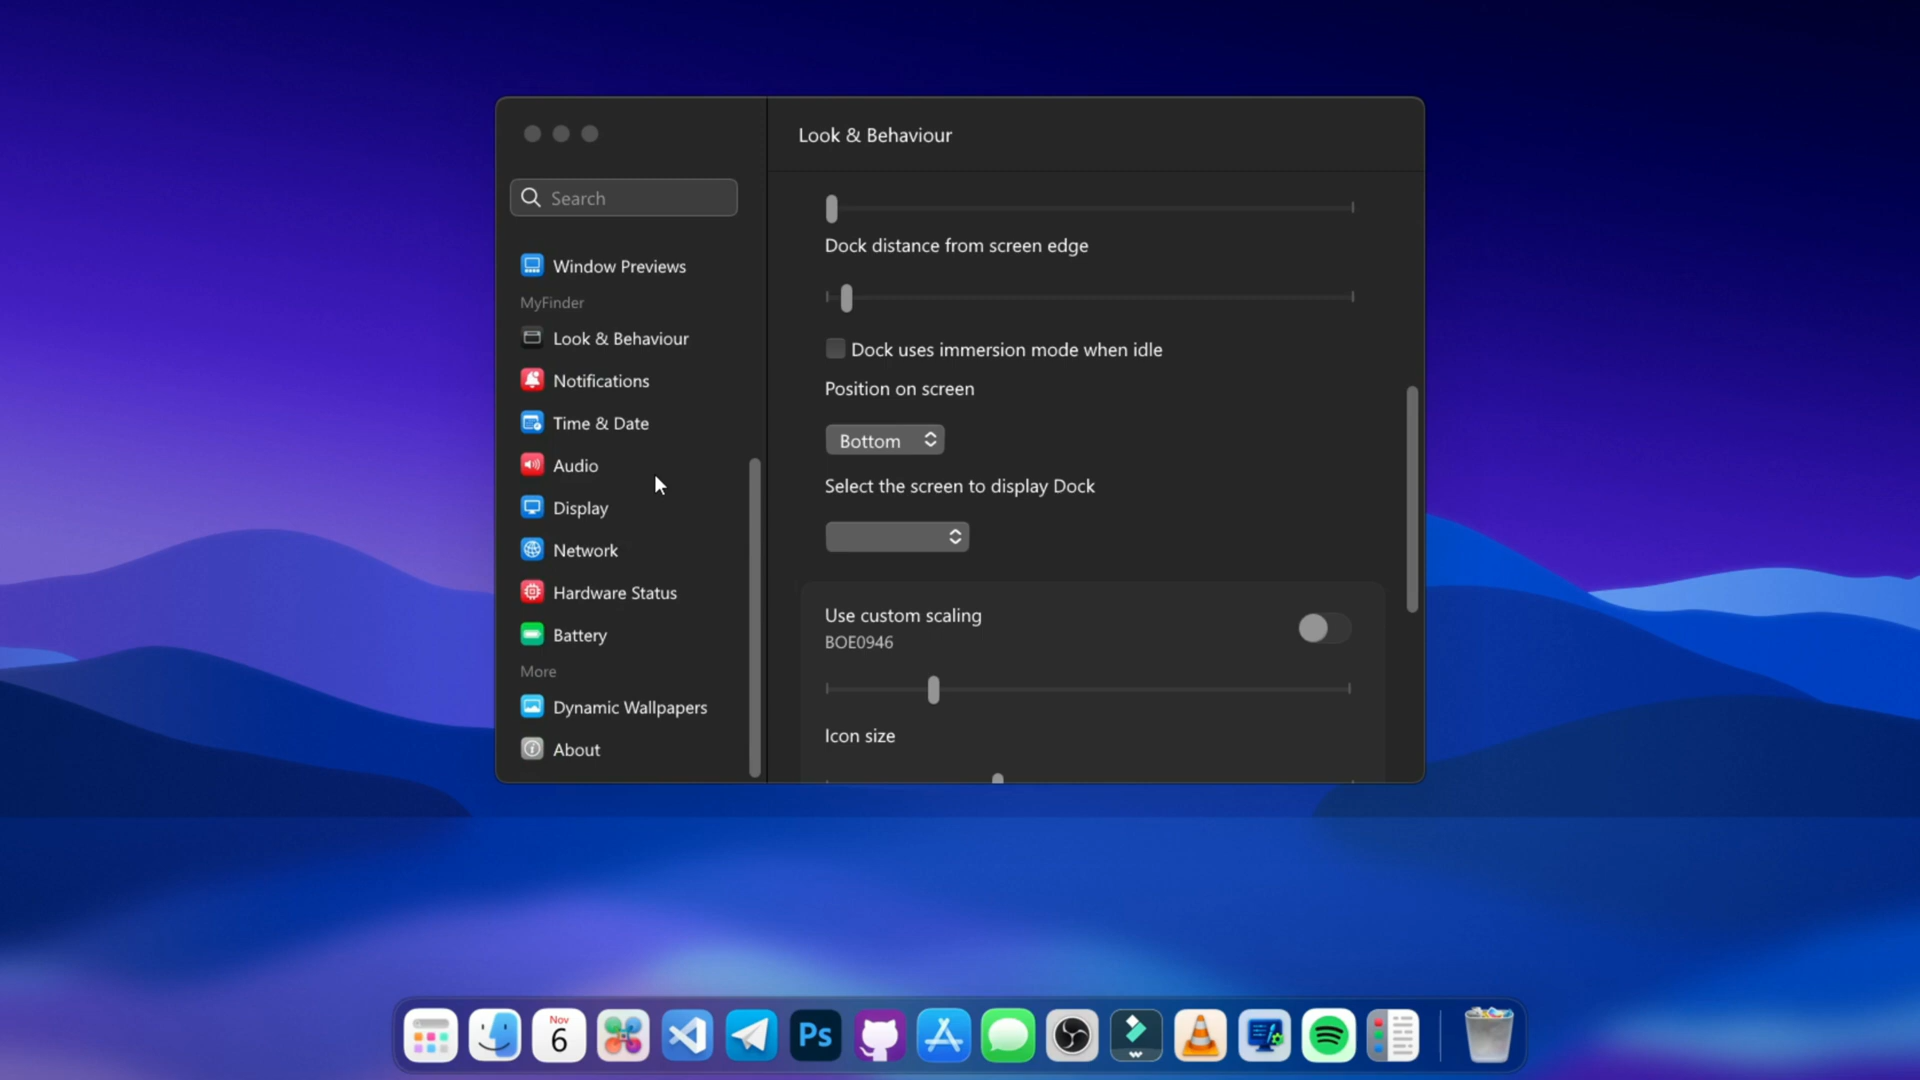 Look & Behaviour
Search
Window Previews
MyFinder
Look & Behaviour
Notifications
Time & Date
Audio
Display
Network
Hardware Status
Battery
More
Dynamic Wallpapers
About
Dock distance from screen edge
Dock uses immersion mode when idle
Position on screen
Bottom
Select the screen to display Dock
Use custom scaling
BOE0946
Icon size
Nov
6
Ps